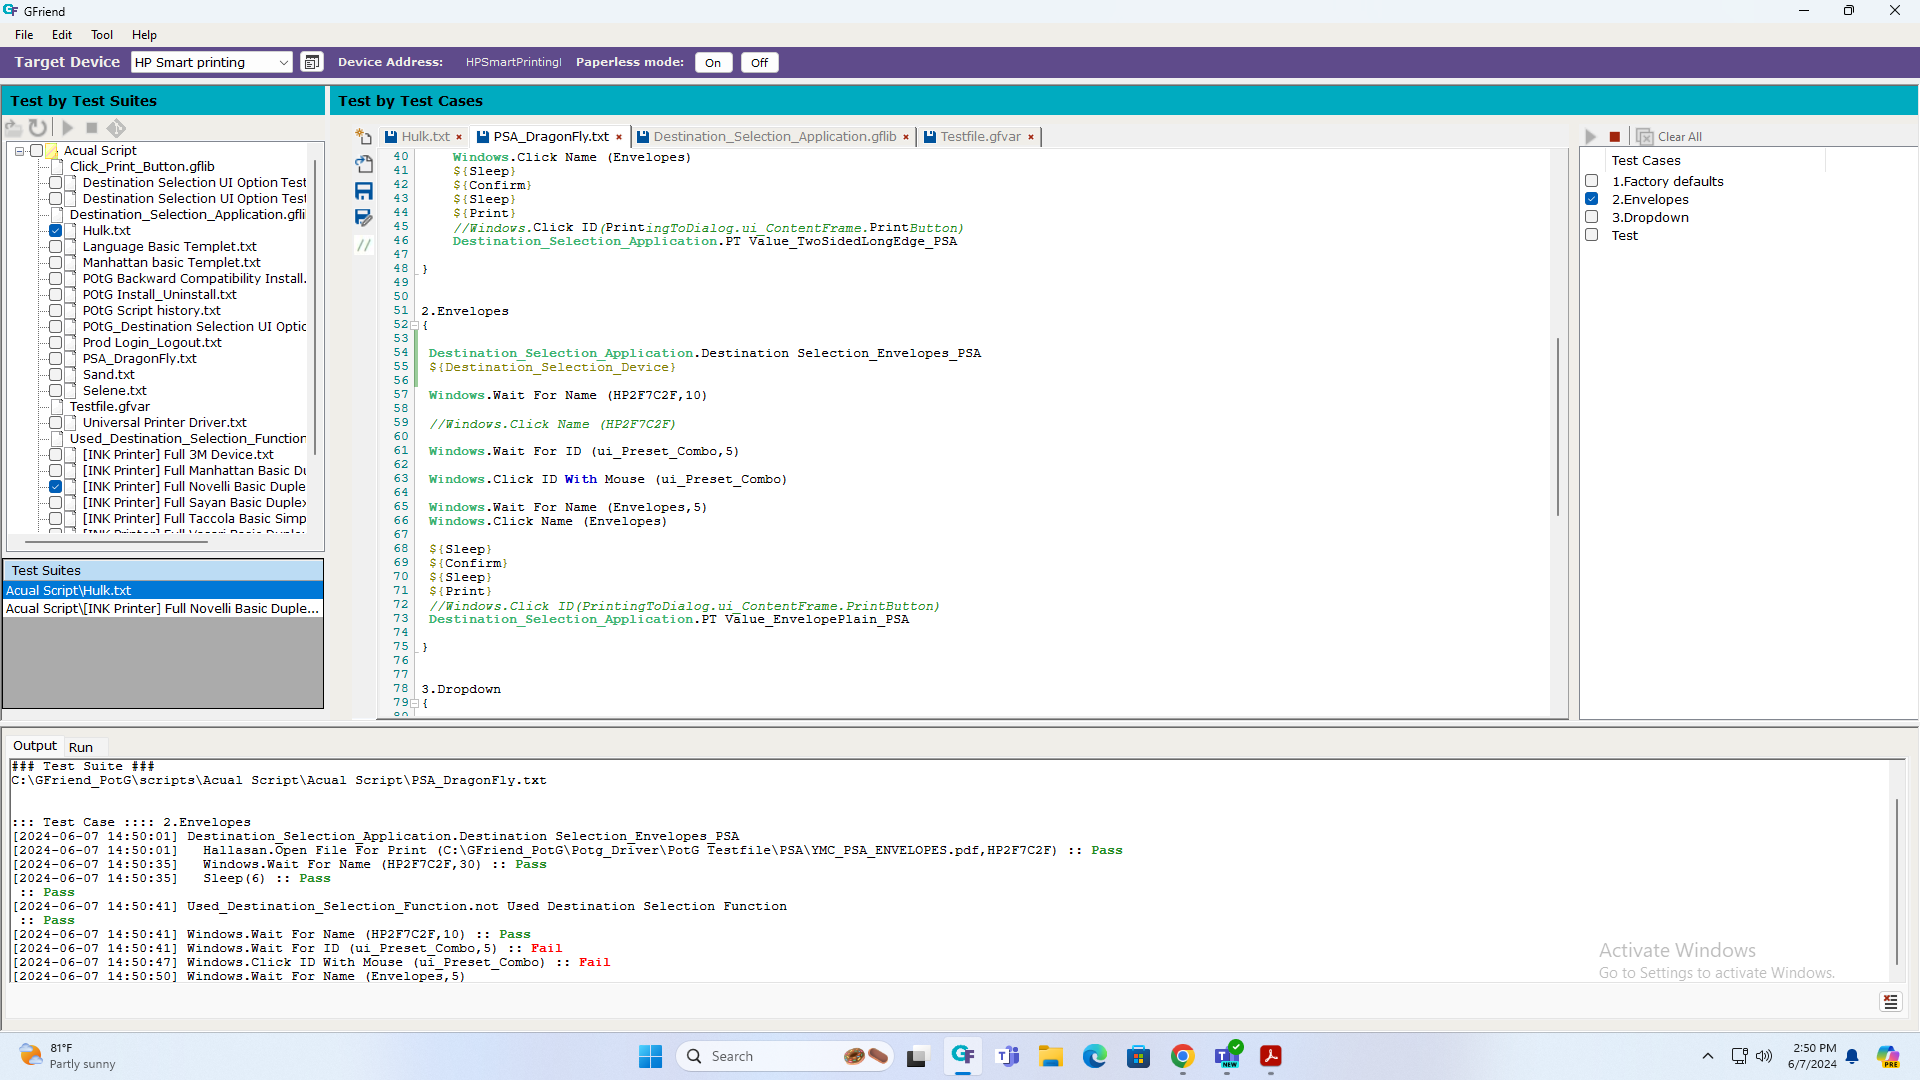 GFriend
File Edit Tool Help
Target Device HP Smart printing Device Address: HPSmartPrintingl Paperless mode: On Off
Test by Test Suites
Acual Script
Click_Print_Button.gflib
Destination Selection UI Option Test
Destination Selection UI Option Test
Destination_Selection_Application.gfli
Hulk.txt
Language Basic Templet.txt
Manhattan basic Templet.txt
POtG Backward Compatibility Install.
POtG Install_Uninstall.txt
POtG Script history.txt
POtG_Destination Selection UI Optic
Prod Login_Logout.txt
PSA_DragonFly.txt
Sand.txt
Selene.txt
Testfile.gfvar
Universal Printer Driver.txt
Used_Destination_Selection_Function
[INK Printer] Full 3M Device.txt
[INK Printer] Full Manhattan Basic Du
[INK Printer] Full Novelli Basic Duple
[INK Printer] Full Sayan Basic Duplex
[INK Printer] Full Taccola Basic Simp
Test Suites
Acual Script\Hulk.txt
Acual Script\[INK Printer] Full Novelli Basic Duple...
Test by Test Cases
Hulk.txt PSA_DragonFly.txt Destination_Selection_Application.gflib Testfile.gfvar
//
40 Windows.Click Name (Envelopes)
41 ${Sleep}
42 ${Confirm}
43 ${Sleep}
44 ${Print}
45 //Windows.Click ID(PrintingToDialog.ui_ContentFrame.PrintButton)
46 Destination_Selection_Application.PT Value_TwoSidedLongEdge_PSA
47
48 }
49
50
51 2.Envelopes
52 {
53
54 Destination_Selection_Application.Destination Selection_Envelopes_PSA
55 ${Destination_Selection_Device}
56
57 Windows.Wait For Name (HP2F7C2F,10)
58
59 //Windows.Click Name (HP2F7C2F)
60
61 Windows.Wait For ID (ui_Preset_Combo,5)
62
63 Windows.Click ID With Mouse (ui_Preset_Combo)
64
65 Windows.Wait For Name (Envelopes,5)
66 Windows.Click Name (Envelopes)
67
68 ${Sleep}
69 ${Confirm}
70 ${Sleep}
71 ${Print}
72 //Windows.Click ID(PrintingToDialog.ui_ContentFrame.PrintButton)
73 Destination_Selection_Application.PT Value_EnvelopePlain_PSA
74
75 }
76
77
78 3.Dropdown
79 {
80
Clear All
Test Cases
1.Factory defaults
2.Envelopes
3.Dropdown
Test
Output Run
### Test Suite ###
C:\GFriend_PotG\scripts\Acual Script\Acual Script\PSA_DragonFly.txt
::: Test Case :::: 2.Envelopes
[2024-06-07 14:50:01] Destination_Selection_Application.Destination Selection_Envelopes_PSA
[2024-06-07 14:50:01] Hallasan.Open File For Print (C:\GFriend_PotG\Potg_Driver\PotG Testfile\PSA\YMC_PSA_ENVELOPES.pdf,HP2F7C2F) :: Pass
[2024-06-07 14:50:35] Windows.Wait For Name (HP2F7C2F,30) :: Pass
[2024-06-07 14:50:35] Sleep(6) :: Pass
:: Pass
[2024-06-07 14:50:41] Used_Destination_Selection_Function.not Used Destination Selection Function
:: Pass
[2024-06-07 14:50:41] Windows.Wait For Name (HP2F7C2F,10) :: Pass
[2024-06-07 14:50:41] Windows.Wait For ID (ui_Preset_Combo,5) :: Fail
[2024-06-07 14:50:47] Windows.Click ID With Mouse (ui_Preset_Combo) :: Fail
[2024-06-07 14:50:50] Windows.Wait For Name (Envelopes,5)
Activate Windows
Go to Settings to activate Windows.
81°F
Partly sunny
Search
NEW
2:50 PM
6/7/2024
PRE